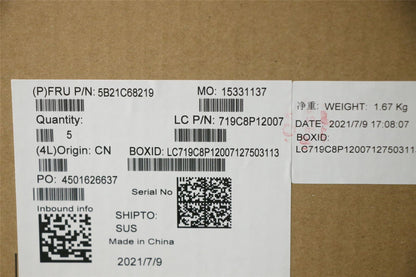 (P)FRU P/N: 5B21C68219
MO: 15331137
Quantity:
5
LC P/N: 719C8P12007
(4L)Origin: CN
BOXID: LC719C8P12007127503113
PO: 4501626637
Serial No
Inbound info
SHIPTO:
SUS
Made in China
2021/7/9
净重: WEIGHT: 1.67 Kg
DATE: 2021/7/9 17:08:07
BOXID:
LC719C8P12007127503113